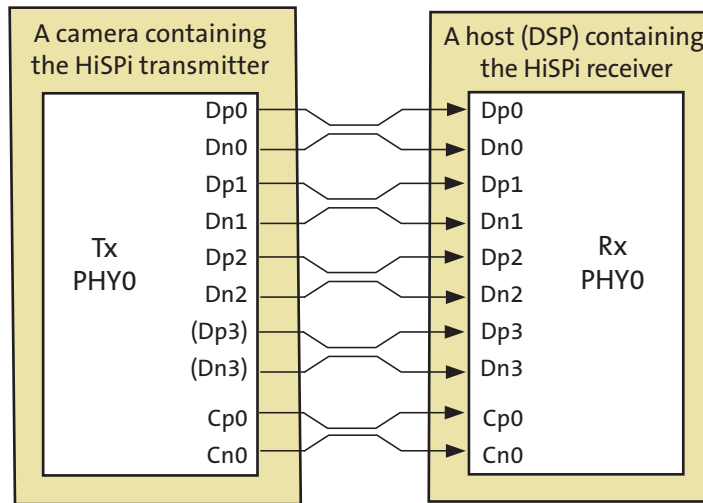 A camera containing
the HiSPi transmitter
A host (DSP) containing
the HiSPi receiver
Tx
PHY0
Dp0
Dn0
Dp1
Dn1
Dp2
Dn2
(Dp3)
(Dn3)
Cp0
Cn0
Dp0
Dn0
Dp1
Dn1
Dp2
Dn2
Dp3
Dn3
Cp0
Cn0
Rx
PHY0